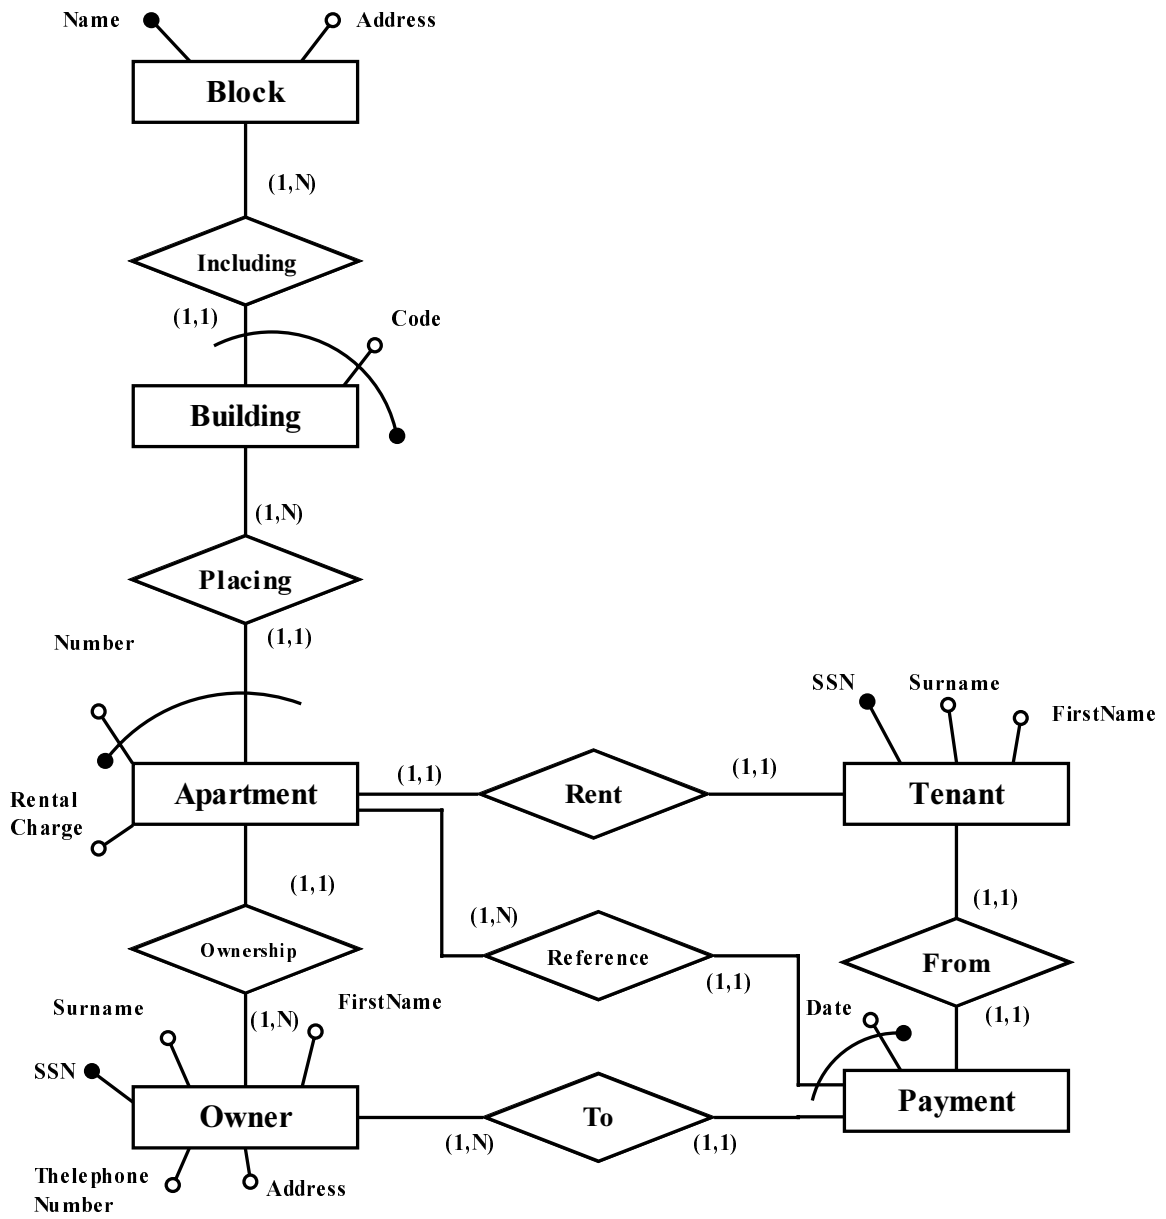 Name
Address
Block
(1,N)
Including
(1,1)
Code
Building
(1,N)
Placing
(1,1)
Number
SSN
Surname
FirstName
Apartment
(1,1)
Rent
(1,1)
Tenant
Rental
Charge
(1,1)
(1,N)
(1,1)
Ownership
Reference
From
(1,1)
Surname
FirstName
(1,N)
Date
(1,1)
SSN
Owner
To
Payment
(1,N)
(1,1)
Thelephone
Number
Address